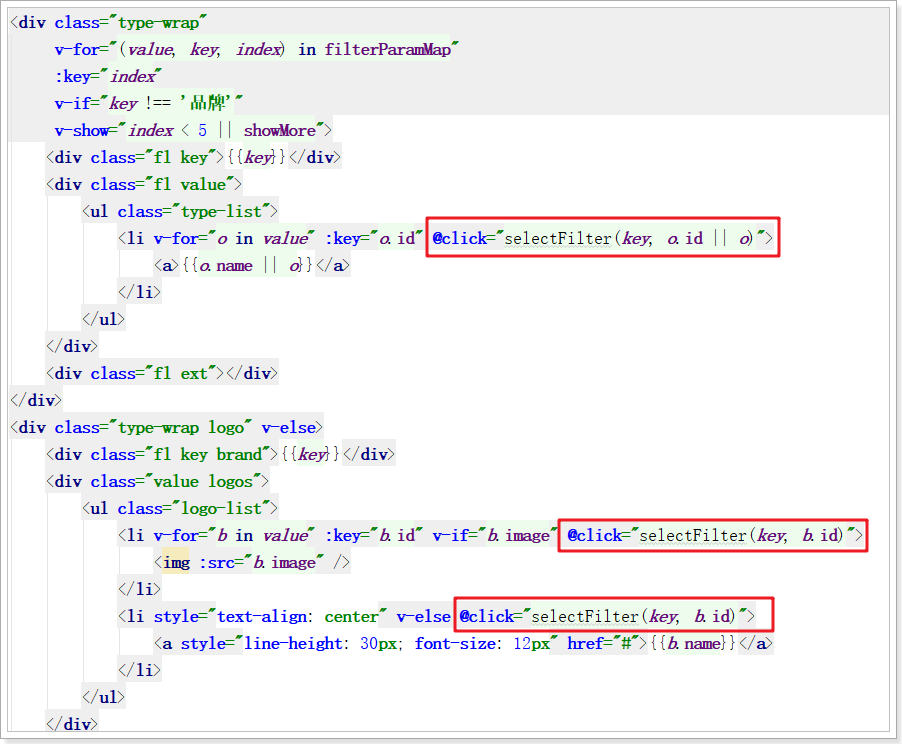 <div class="type-wrap"
v-for="(value, key, index) in filterParamMap"
:key="index"
v-if="key !== '品牌'"
v-show="index < 5 || showMore">
<div class="fl key">{{key}}</div>
<div class="fl value">
<ul class="type-list">
<li v-for="o in value" :key="o.id" @click="selectFilter(key, o.id || o)">
<a>{{o.name || o}}</a>
</li>
</ul>
</div>
<div class="fl ext"></div>
</div>
<div class="type-wrap logo" v-else>
<div class="fl key brand">{{key}}</div>
<div class="value logos">
<ul class="logo-list">
<li v-for="b in value" :key="b.id" v-if="b.image" @click="selectFilter(key, b.id)">
<img :src="b.image" />
</li>
<li style="text-align: center" v-else @click="selectFilter(key, b.id)">
<a style="line-height: 30px; font-size: 12px" href="#">{{b.name}}</a>
</li>
</ul>
</div>